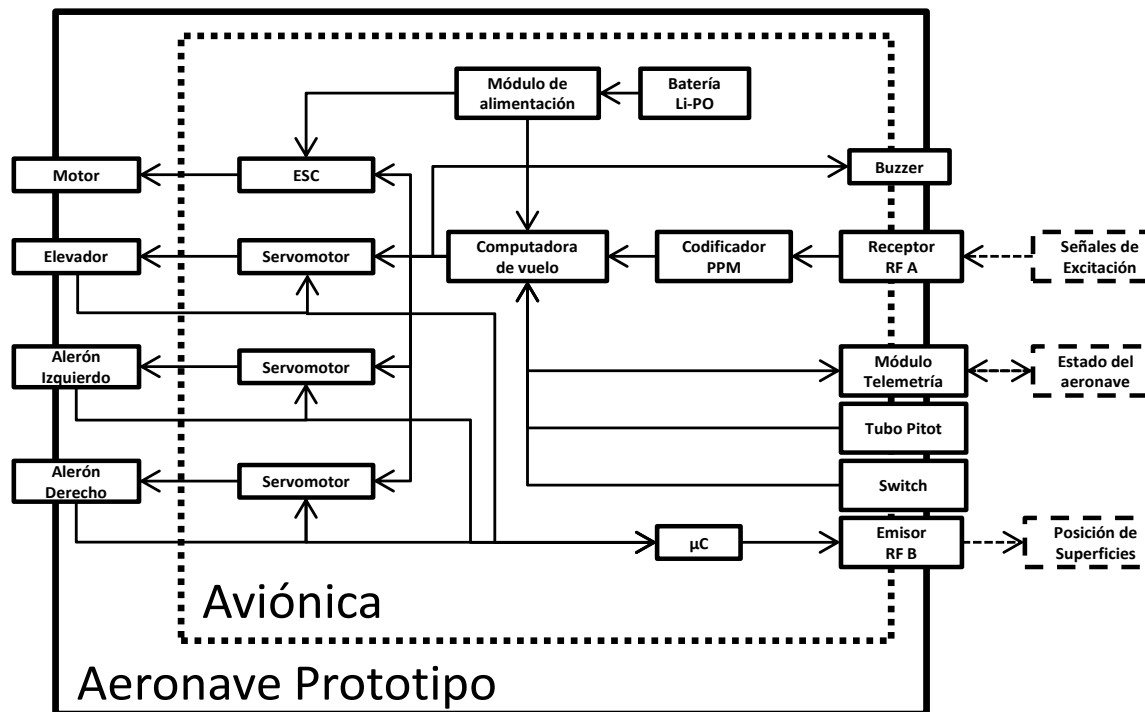 Módulo de
alimentación
Batería
Li-PO
Motor
ESC
Buzzer
Elevador
Servomotor
Computadora
de vuelo
Codificador
PPM
Receptor
RF A
Señales de
Excitación
Alerón
Izquierdo
Servomotor
Módulo
Telemetría
Estado del
aeronave
Tubo Pitot
Alerón
Derecho
Servomotor
Switch
µC
Emisor
RF B
Posición de
Superficies
Aviónica
Aeronave Prototipo